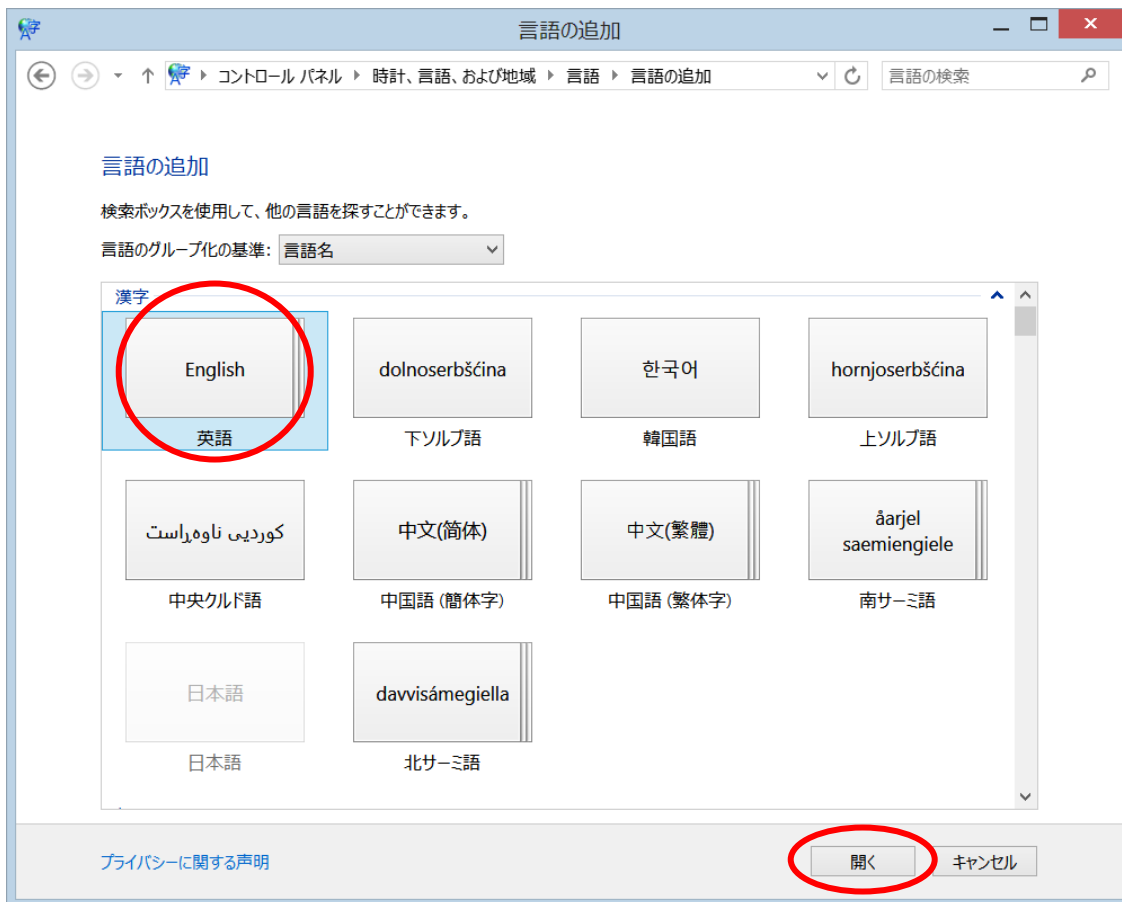 言語の追加
コントロール パネル 時計、言語、および地域 言語 言語の追加 言語の検索
言語の追加
検索ボックスを使用して、他の言語を探すことができます。
言語のグループ化の基準: 言語名
漢字
English dolnoserbšćina 한국어 hornjoserbšćina
英語 下ソルブ語 韓国語 上ソルブ語
کوردیی ناوەڕاست 中文(简体) 中文(繁體) åarjel
saemiengiele
中央クルド語 中国語 (簡体字) 中国語 (繁体字) 南サーミ語
日本語 davvisámegiella
日本語 北サーミ語
プライバシーに関する声明 開く キャンセル